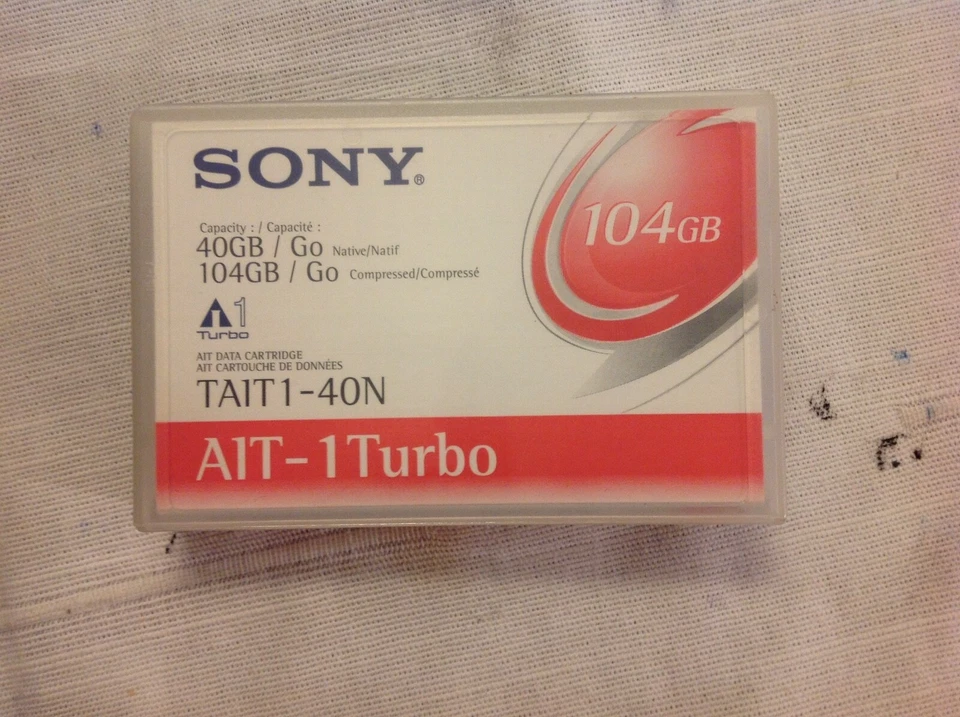 SONY®
104GB
Capacity : / Capacité :
40GB / Go Native/Natif
104GB / Go Compressed/Compressé
AIT1
Turbo
AIT DATA CARTRIDGE
AIT CARTOUCHE DE DONNÉES
TAIT1-40N
AIT-1Turbo